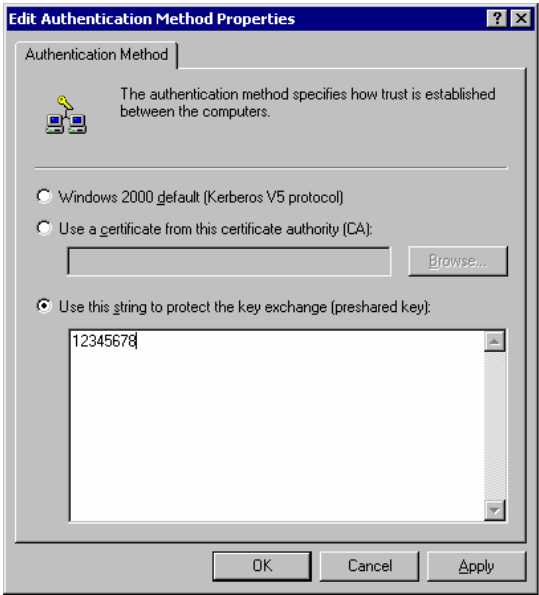 Edit Authentication Method Properties
Authentication Method
The authentication method specifies how trust is established
between the computers.
Windows 2000 default (Kerberos V5 protocol)
Use a certificate from this certificate authority (CA):
Browse...
Use this string to protect the key exchange (preshared key):
12345678
OK Cancel Apply